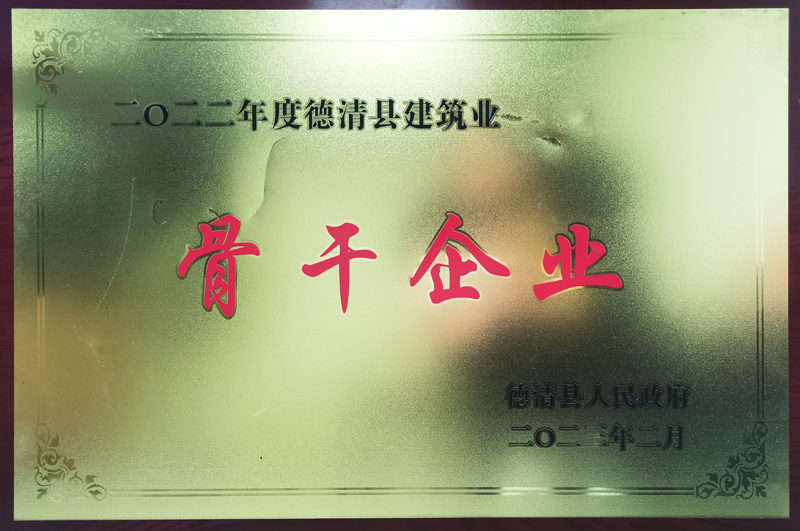 二〇二二年度德清县建筑业
骨干企业
德清县人民政府
二〇二三年二月